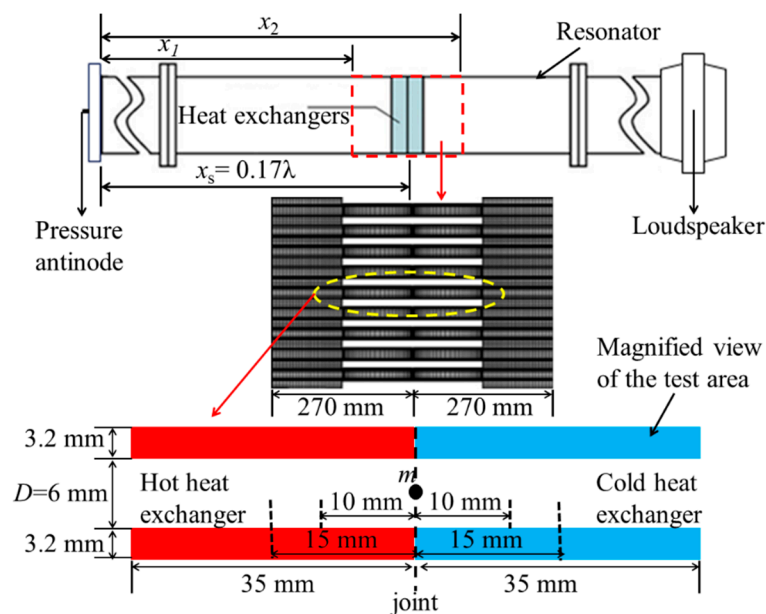 x2
x1
Resonator
Heat exchangers
xs= 0.17λ
Pressure
antinode
Loudspeaker
Magnified view
of the test area
270 mm
270 mm
3.2 mm
m
D=6 mm
Hot heat
exchanger
10 mm
10 mm
Cold heat
exchanger
15 mm
15 mm
3.2 mm
35 mm
35 mm
joint